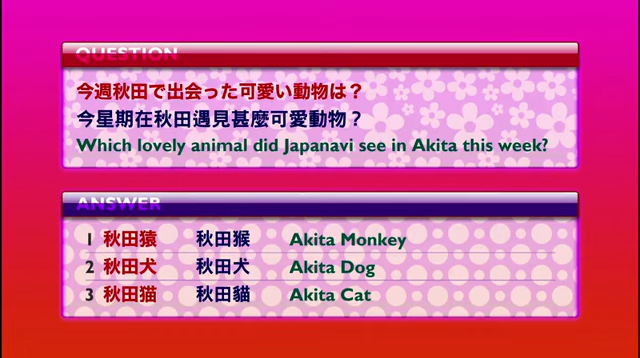 QUESTION
今週秋田で出会った可愛い動物は？
今星期在秋田遇見甚麼可愛動物？
Which lovely animal did Japanavi see in Akita this week?
ANSWER
1 秋田猿 秋田猴 Akita Monkey
2 秋田犬 秋田犬 Akita Dog
3 秋田猫 秋田貓 Akita Cat